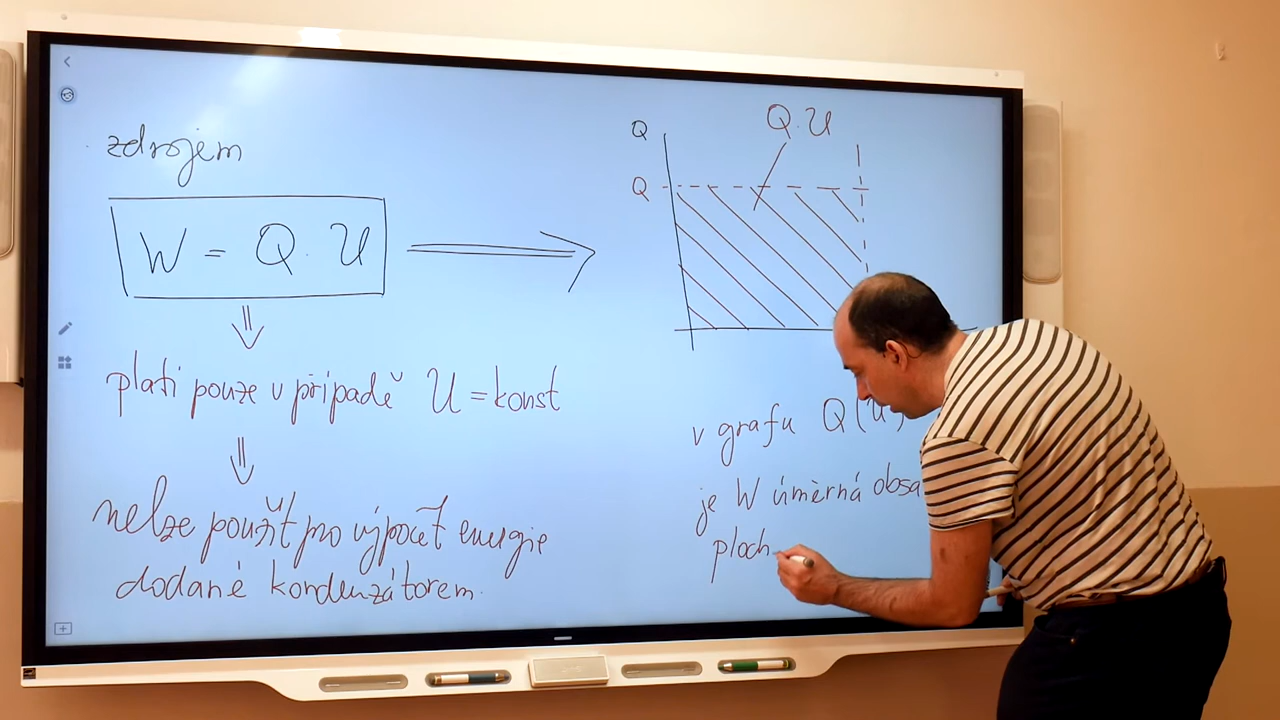 zdrojem
W = Q. U
⇓
platí pouze v případě U = konst
⇓
nelze použít pro výpočet energie
dodané kondenzátorem.
Q. U
Q
Q
v grafu Q(U)
je W úměrná obsa
ploch